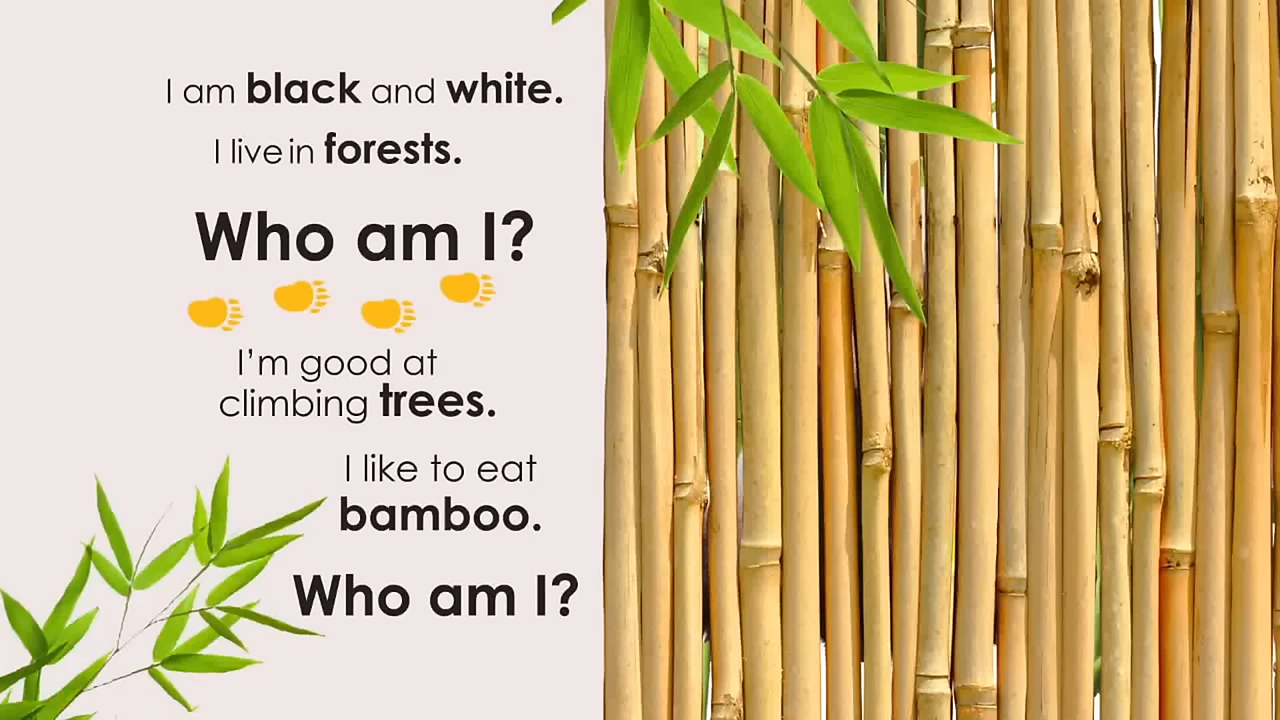 I am black and white.
I live in forests.
Who am I?
I'm good at
climbing trees.
I like to eat
bamboo.
Who am I?